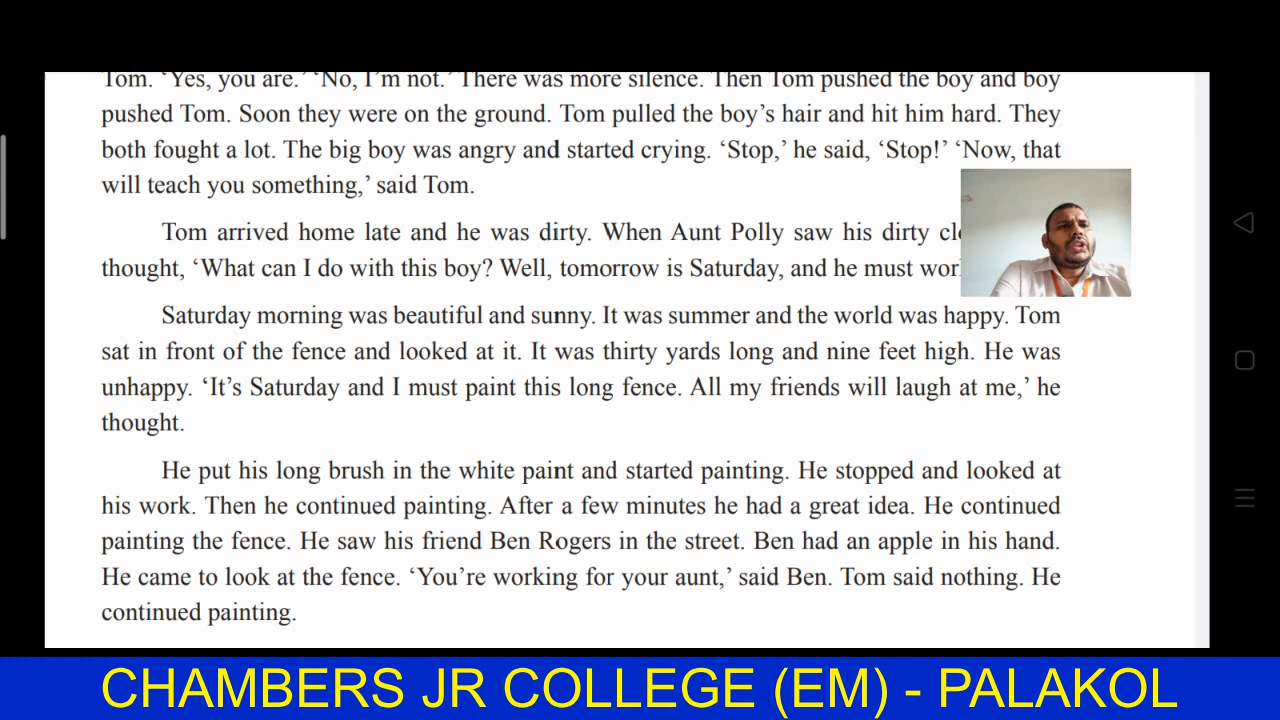 Tom. ‘Yes, you are.’ ‘No, I’m not.’ There was more silence. Then Tom pushed the boy and boy
pushed Tom. Soon they were on the ground. Tom pulled the boy’s hair and hit him hard. They
both fought a lot. The big boy was angry and started crying. ‘Stop,’ he said, ‘Stop!’ ‘Now, that
will teach you something,’ said Tom.
Tom arrived home late and he was dirty. When Aunt Polly saw his dirty
thought, ‘What can I do with this boy? Well, tomorrow is Saturday, and he must
Saturday morning was beautiful and sunny. It was summer and the world was happy. Tom
sat in front of the fence and looked at it. It was thirty yards long and nine feet high. He was
unhappy. ‘It’s Saturday and I must paint this long fence. All my friends will laugh at me,’ he
thought.
He put his long brush in the white paint and started painting. He stopped and looked at
his work. Then he continued painting. After a few minutes he had a great idea. He continued
painting the fence. He saw his friend Ben Rogers in the street. Ben had an apple in his hand.
He came to look at the fence. ‘You’re working for your aunt,’ said Ben. Tom said nothing. He
continued painting.
CHAMBERS JR COLLEGE (EM) - PALAKOL